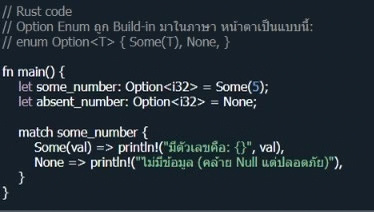 // Rust code
// Option Enum ถูก Build-in มาในภาษา หน้าตาเป็นแบบนี้:
// enum Option<T> { Some(T), None, }
fn main() {
let some_number: Option<i32> = Some(5);
let absent_number: Option<i32> = None;
match some_number {
Some(val) => println!("มีตัวเลขคือ: {}", val),
None => println!("ไม่มีข้อมูล (คล้าย Null แต่ปลอดภัย)"),
}
}